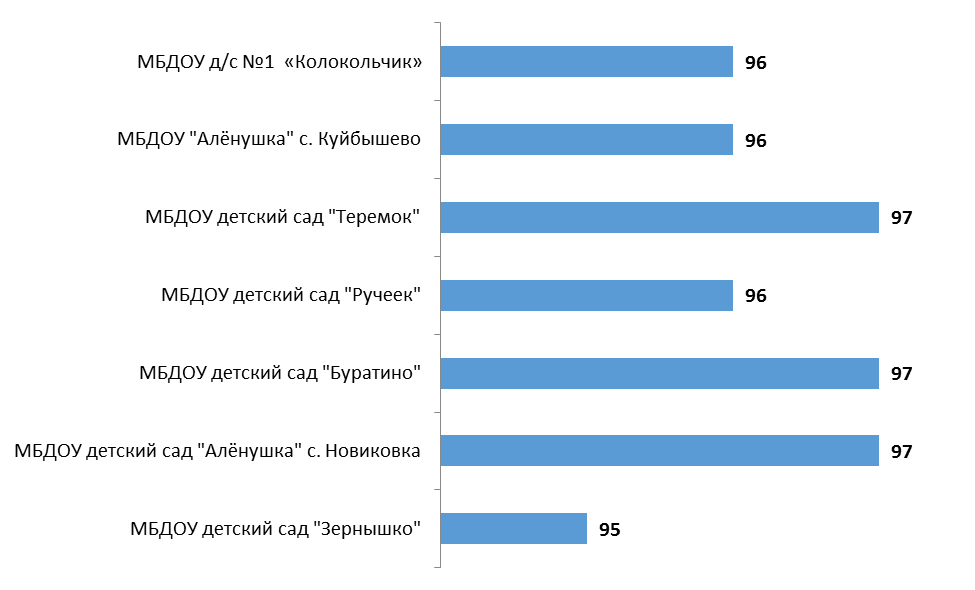 МБДОУ д/с №1  «Колокольчик» 96
МБДОУ "Алёнушка" с. Куйбышево 96
МБДОУ детский сад "Теремок" 97
МБДОУ детский сад "Ручеек" 96
МБДОУ детский сад "Буратино" 97
МБДОУ детский сад "Алёнушка" с. Новиковка 97
МБДОУ детский сад "Зернышко" 95